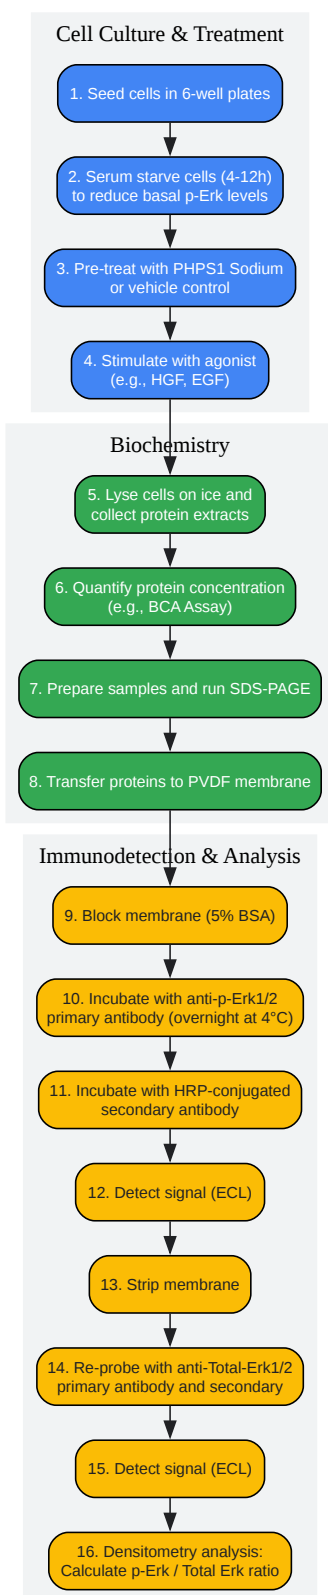 Cell Culture & Treatment
1. Seed cells in 6-well plates
2. Serum starve cells (4-12h)
to reduce basal p-Erk levels
3. Pre-treat with PHPS1 Sodium
or vehicle control
4. Stimulate with agonist
(e.g., HGF, EGF)
Biochemistry
5. Lyse cells on ice and
collect protein extracts
6. Quantify protein concentration
(e.g., BCA Assay)
7. Prepare samples and run SDS-PAGE
8. Transfer proteins to PVDF membrane
Immunodetection & Analysis
9. Block membrane (5% BSA)
10. Incubate with anti-p-Erk1/2
primary antibody (overnight at 4°C)
11. Incubate with HRP-conjugated
secondary antibody
12. Detect signal (ECL)
13. Strip membrane
14. Re-probe with anti-Total-Erk1/2
primary antibody and secondary
15. Detect signal (ECL)
16. Densitometry analysis:
Calculate p-Erk / Total Erk ratio